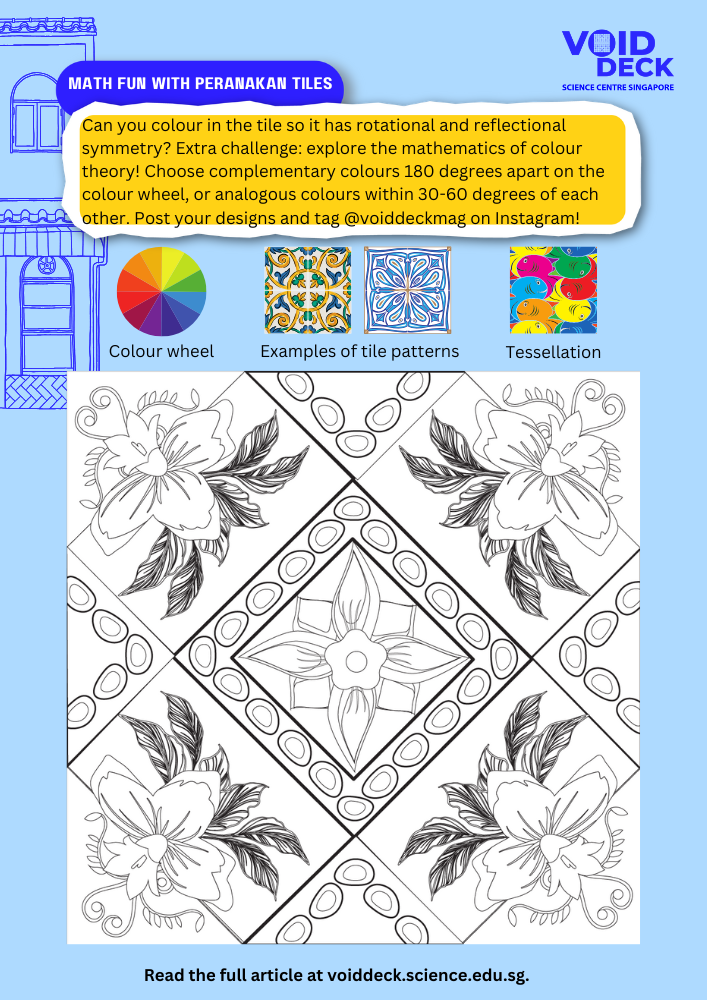 VOID
DECK
SCIENCE CENTRE SINGAPORE
MATH FUN WITH PERANAKAN TILES
Can you colour in the tile so it has rotational and reflectional
symmetry? Extra challenge: explore the mathematics of colour
theory! Choose complementary colours 180 degrees apart on the
colour wheel, or analogous colours within 30-60 degrees of each
other. Post your designs and tag @voiddeckmag on Instagram!
Colour wheel
Examples of tile patterns
Tessellation
Read the full article at voiddeck.science.edu.sg.